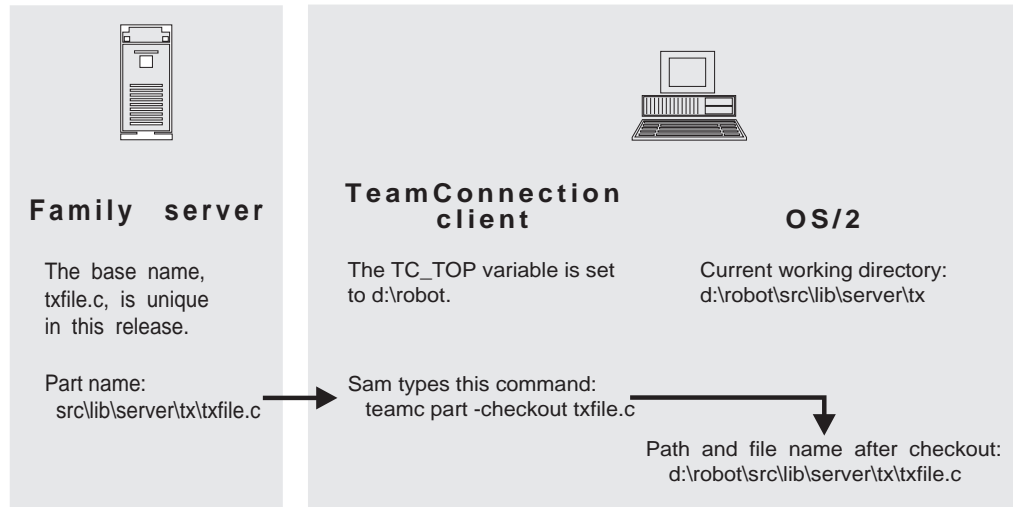 Family server
The base name,
txfile.c, is unique
in this release.
Part name:
src\lib\server\tx\txfile.c
TeamConnection
client
The TC_TOP variable is set
to d:\robot.
Sam types this command:
teamc part -checkout txfile.c
OS/2
Current working directory:
d:\robot\src\lib\server\tx
Path and file name after checkout:
d:\robot\src\lib\server\tx\txfile.c